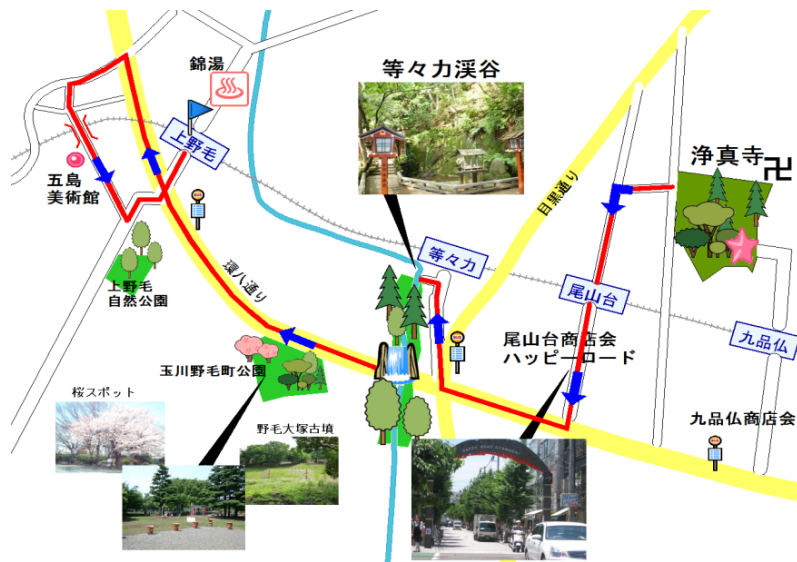 錦湯
上野毛
五島
美術館
上野毛
自然公園
環八通り
等々力渓谷
目黒通り
等々力
浄真寺
卍
尾山台
九品仏
尾山台商店会
ハッピーロード
九品仏商店会
玉川野毛町公園
桜スポット
野毛大塚古墳